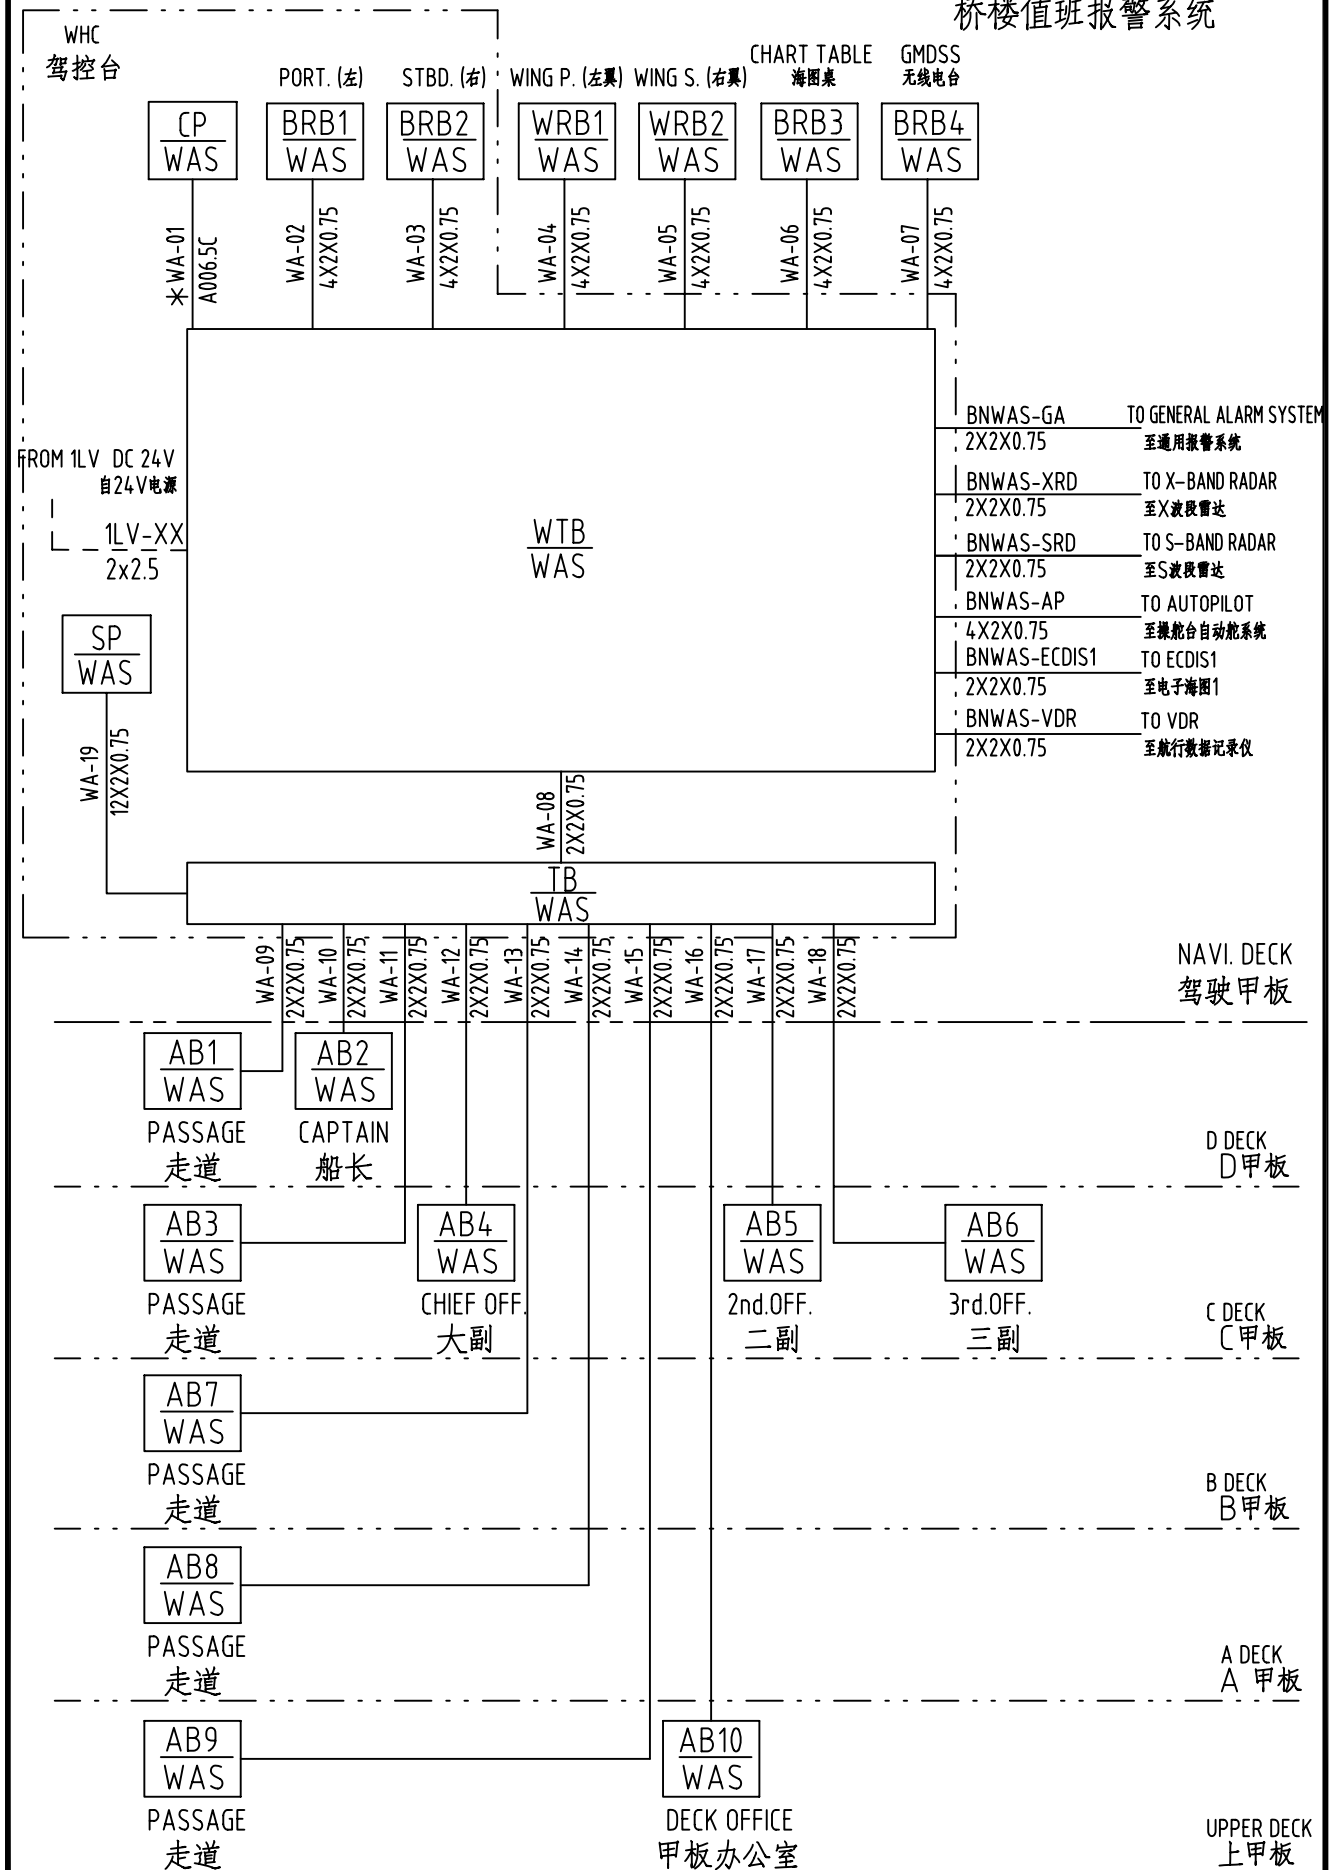 桥楼值班报警系统
WHC
驾控台
PORT. (左)
STBD. (右)
WING P. (左翼)
WING S. (右翼)
CHART TABLE
海图桌
GMDSS
无线电台
CP
WAS
BRB1
WAS
BRB2
WAS
WRB1
WAS
WRB2
WAS
BRB3
WAS
BRB4
WAS
*WA-01
A006.5C
WA-02
4X2X0.75
WA-03
4X2X0.75
WA-04
4X2X0.75
WA-05
4X2X0.75
WA-06
4X2X0.75
WA-07
4X2X0.75
BNWAS-GA
2X2X0.75
TO GENERAL ALARM SYSTEM
至通用报警系统
BNWAS-XRD
2X2X0.75
TO X-BAND RADAR
至X波段雷达
BNWAS-SRD
2X2X0.75
TO S-BAND RADAR
至S波段雷达
BNWAS-AP
4X2X0.75
TO AUTOPILOT
至操舵台自动舵系统
BNWAS-ECDIS1
2X2X0.75
TO ECDIS1
至电子海图1
BNWAS-VDR
2X2X0.75
TO VDR
至航行数据记录仪
FROM 1LV DC 24V
自24V电源
1LV-XX
2x2.5
WTB
WAS
SP
WAS
WA-19
12X2X0.75
WA-08
2X2X0.75
TB
WAS
WA-09
2X2X0.75
WA-10
2X2X0.75
WA-11
2X2X0.75
WA-12
2X2X0.75
WA-13
2X2X0.75
WA-14
2X2X0.75
WA-15
2X2X0.75
WA-16
2X2X0.75
WA-17
2X2X0.75
WA-18
2X2X0.75
NAVI. DECK
驾驶甲板
AB1
WAS
PASSAGE
走道
AB2
WAS
CAPTAIN
船长
D DECK
D甲板
AB3
WAS
PASSAGE
走道
AB4
WAS
CHIEF OFF.
大副
AB5
WAS
2nd.OFF.
二副
AB6
WAS
3rd.OFF.
三副
C DECK
C甲板
AB7
WAS
PASSAGE
走道
B DECK
B甲板
AB8
WAS
PASSAGE
走道
A DECK
A 甲板
AB9
WAS
PASSAGE
走道
AB10
WAS
DECK OFFICE
甲板办公室
UPPER DECK
上甲板